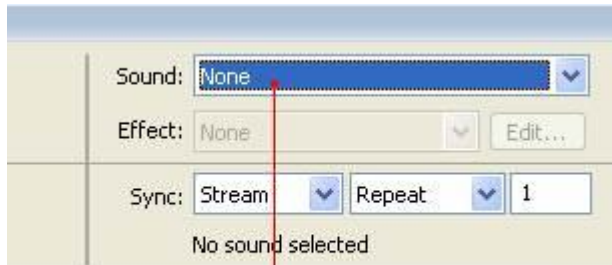 Sound: None
Effect: None Edit...
Sync: Stream Repeat 1
No sound selected